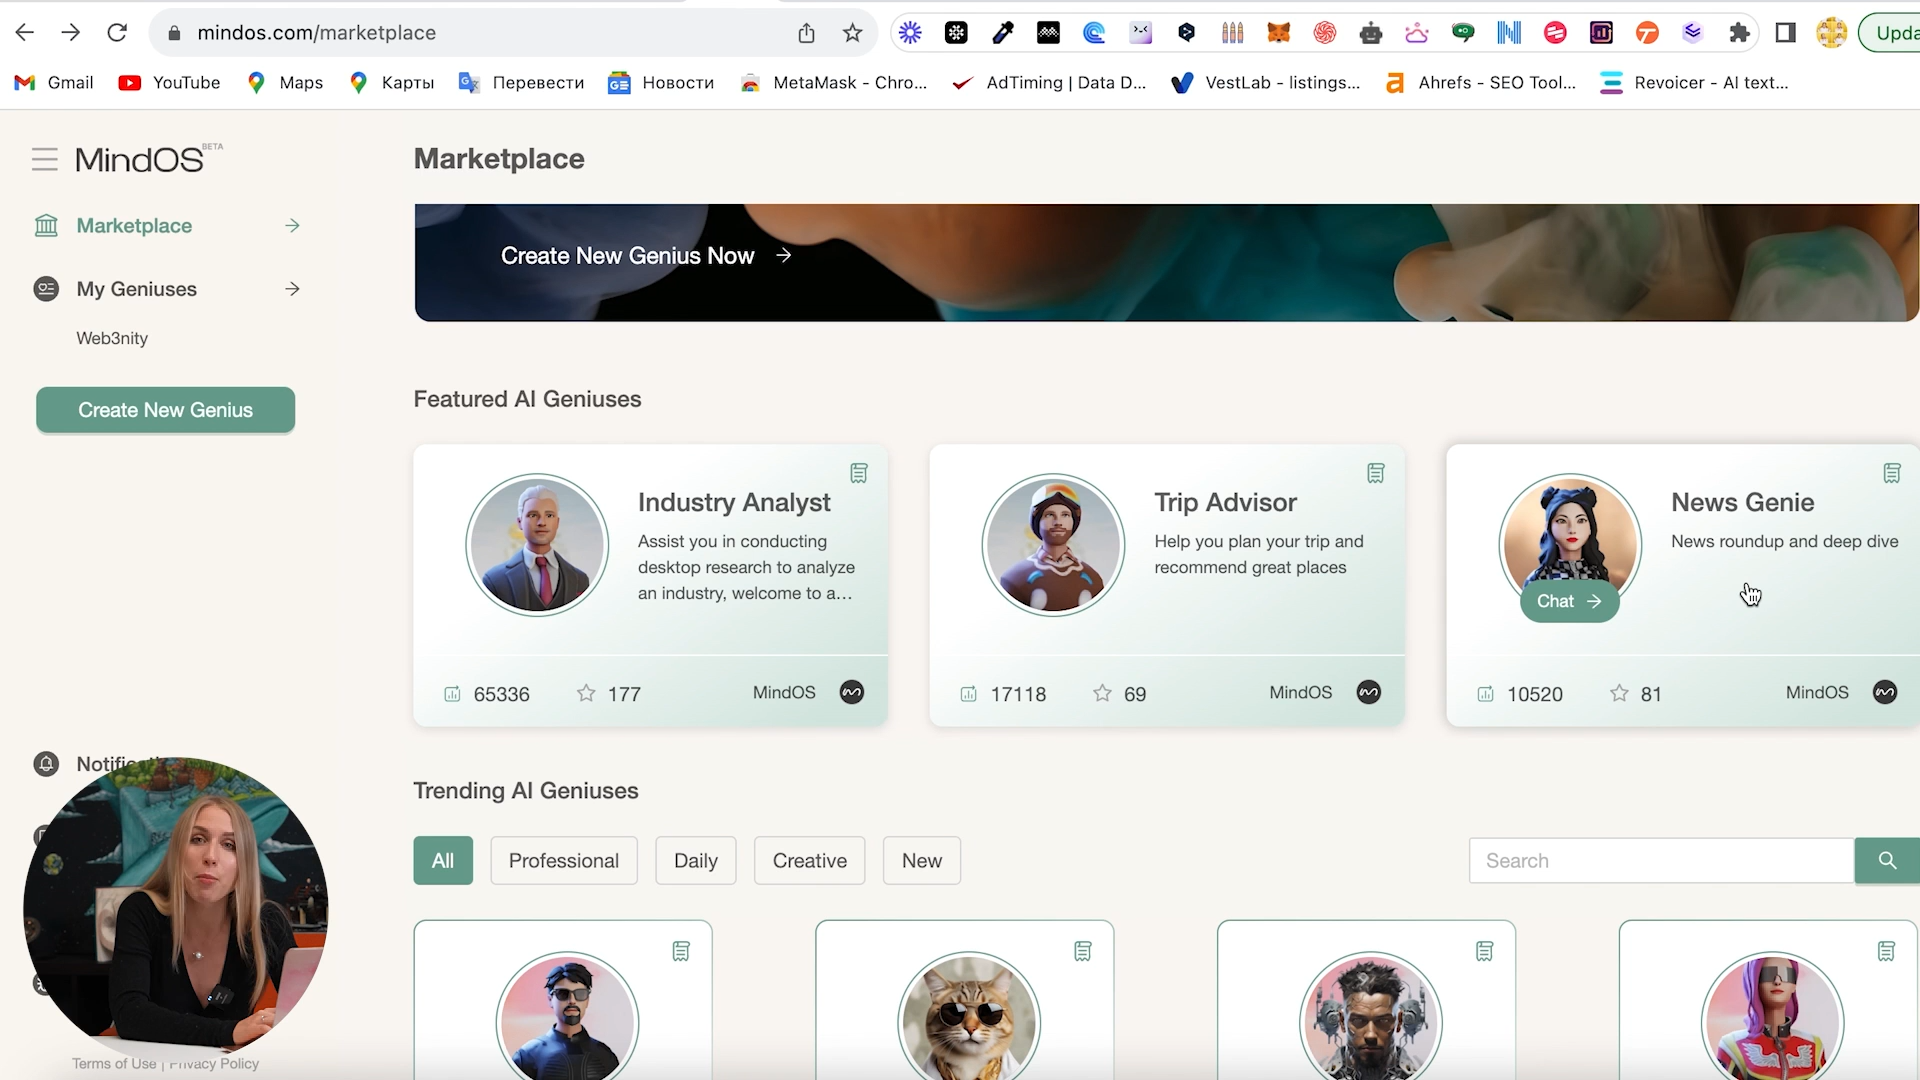 mindos.com/marketplace
Upda
Gmail
YouTube
Maps
Карты
Перевести
Новости
MetaMask - Chro...
AdTiming | Data D...
VestLab - listings...
Ahrefs - SEO Tool...
Revoicer - AI text...
MindOS BETA
Marketplace
My Geniuses
Web3nity
Create New Genius
Notific
Terms of Use | Privacy Policy
Marketplace
Create New Genius Now
Featured AI Geniuses
Industry Analyst
Assist you in conducting
desktop research to analyze
an industry, welcome to a...
65336
177
MindOS
Trip Advisor
Help you plan your trip and
recommend great places
17118
69
MindOS
News Genie
News roundup and deep dive
Chat
10520
81
MindOS
Trending AI Geniuses
All
Professional
Daily
Creative
New
Search